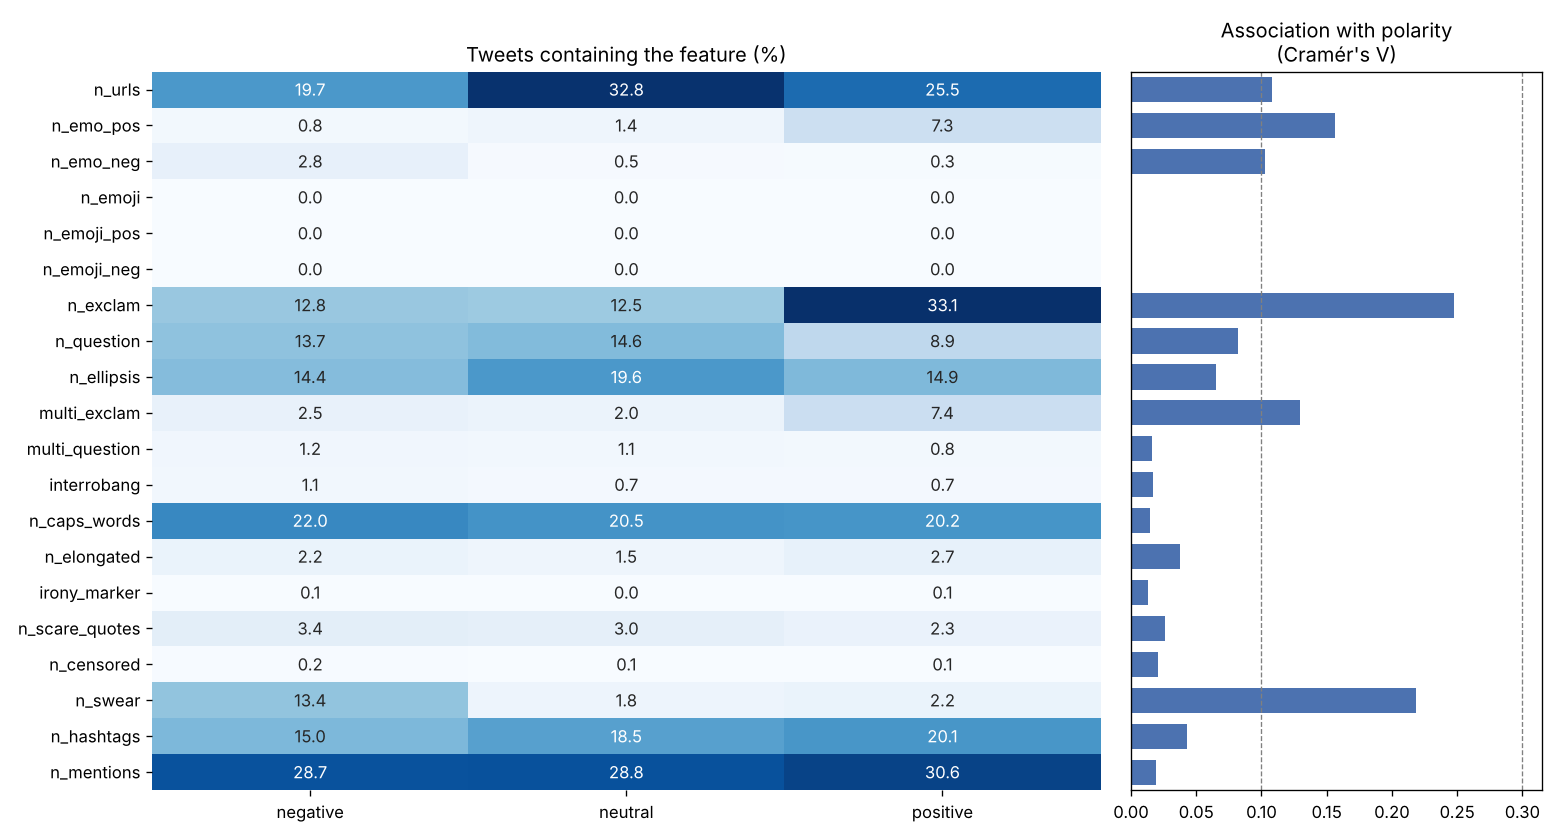 Tweets containing the feature (%)
Association with polarity
(Cramér's V)
n_urls 19.7 32.8 25.5
n_emo_pos 0.8 1.4 7.3
n_emo_neg 2.8 0.5 0.3
n_emoji 0.0 0.0 0.0
n_emoji_pos 0.0 0.0 0.0
n_emoji_neg 0.0 0.0 0.0
n_exclam 12.8 12.5 33.1
n_question 13.7 14.6 8.9
n_ellipsis 14.4 19.6 14.9
multi_exclam 2.5 2.0 7.4
multi_question 1.2 1.1 0.8
interrobang 1.1 0.7 0.7
n_caps_words 22.0 20.5 20.2
n_elongated 2.2 1.5 2.7
irony_marker 0.1 0.0 0.1
n_scare_quotes 3.4 3.0 2.3
n_censored 0.2 0.1 0.1
n_swear 13.4 1.8 2.2
n_hashtags 15.0 18.5 20.1
n_mentions 28.7 28.8 30.6
negative neutral positive
0.00 0.05 0.10 0.15 0.20 0.25 0.30